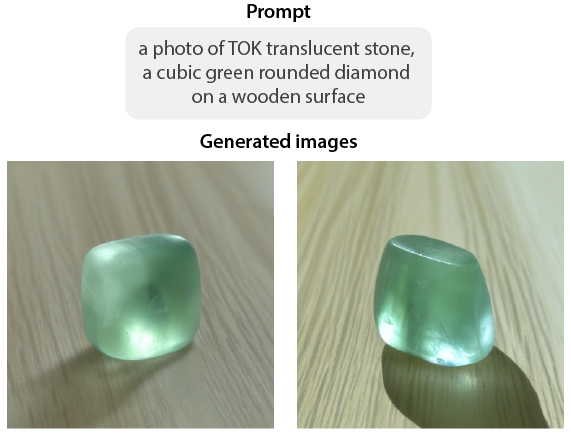 Prompt
a photo of TOK translucent stone,
a cubic green rounded diamond
on a wooden surface
Generated images